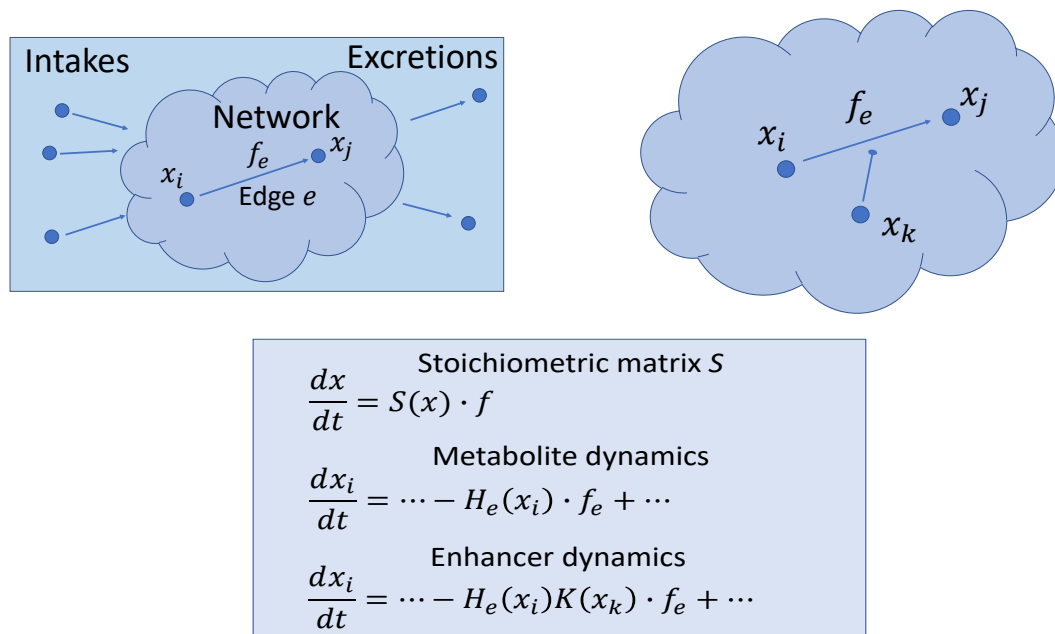 Intakes
Excretions
Network
f_e
x_j
x_i
Edge e
f_e
x_j
x_i
x_k
Stoichiometric matrix S
dx/dt = S(x) · f
Metabolite dynamics
dx_i/dt = ⋯ − H_e(x_i) · f_e + ⋯
Enhancer dynamics
dx_i/dt = ⋯ − H_e(x_i)K(x_k) · f_e + ⋯